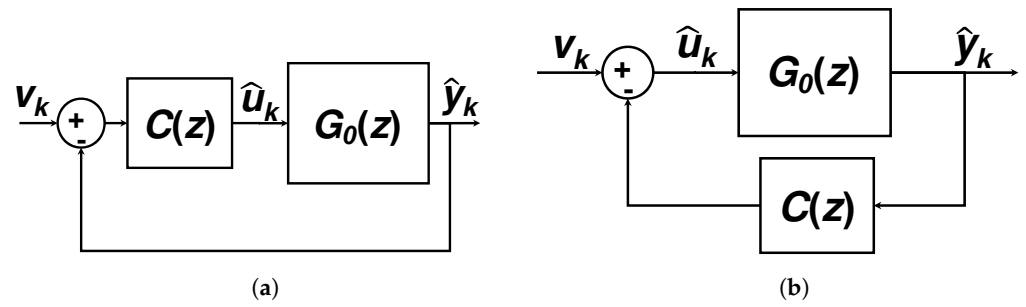 v_k + - C(z) û_k G_0(z) ŷ_k
(a)
v_k + - û_k G_0(z) ŷ_k
C(z)
(b)